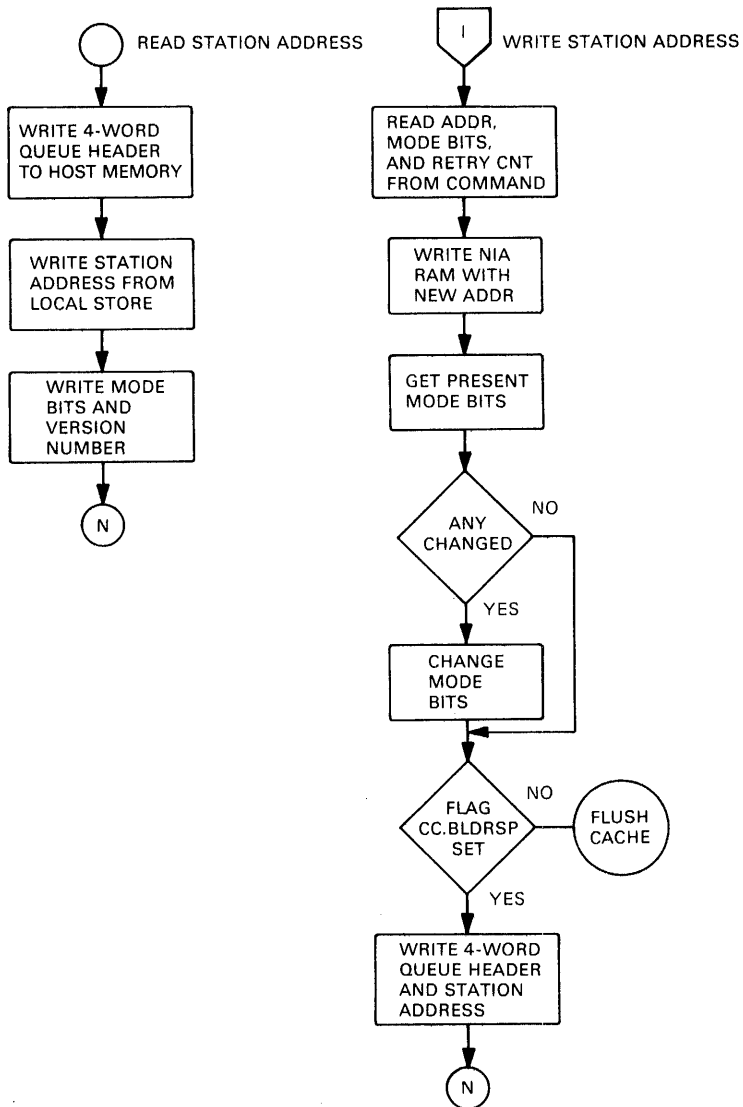 READ STATION ADDRESS
WRITE 4-WORD
QUEUE HEADER
TO HOST MEMORY
WRITE STATION
ADDRESS FROM
LOCAL STORE
WRITE MODE
BITS AND
VERSION
NUMBER
N
I
WRITE STATION ADDRESS
READ ADDR,
MODE BITS,
AND RETRY CNT
FROM COMMAND
WRITE NIA
RAM WITH
NEW ADDR
GET PRESENT
MODE BITS
ANY
CHANGED
NO
YES
CHANGE
MODE
BITS
FLAG
CC.BLDRSP
SET
NO
FLUSH
CACHE
YES
WRITE 4-WORD
QUEUE HEADER
AND STATION
ADDRESS
N